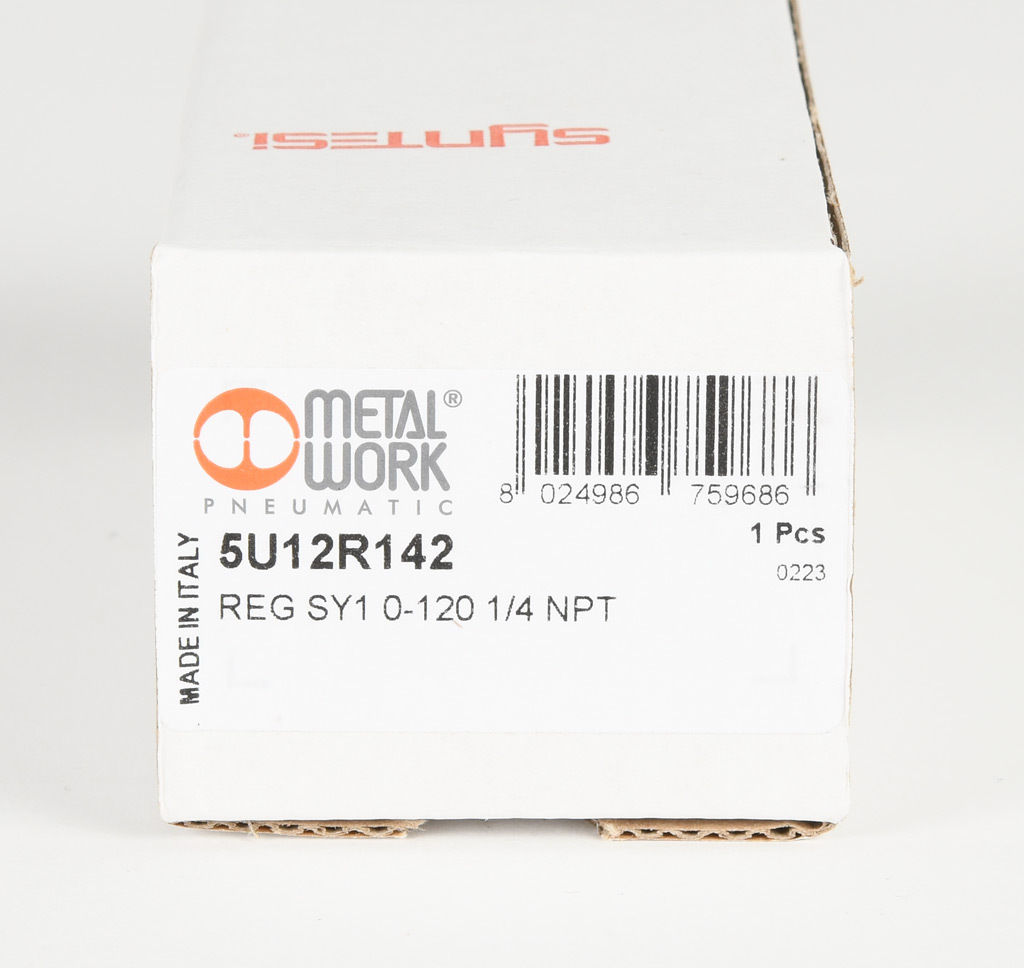 SYNTESI®
METAL®
WORK
PNEUMATIC
8 024986 759686
5U12R142
1 Pcs
0223
REG SY1 0-120 1/4 NPT
MADE IN ITALY